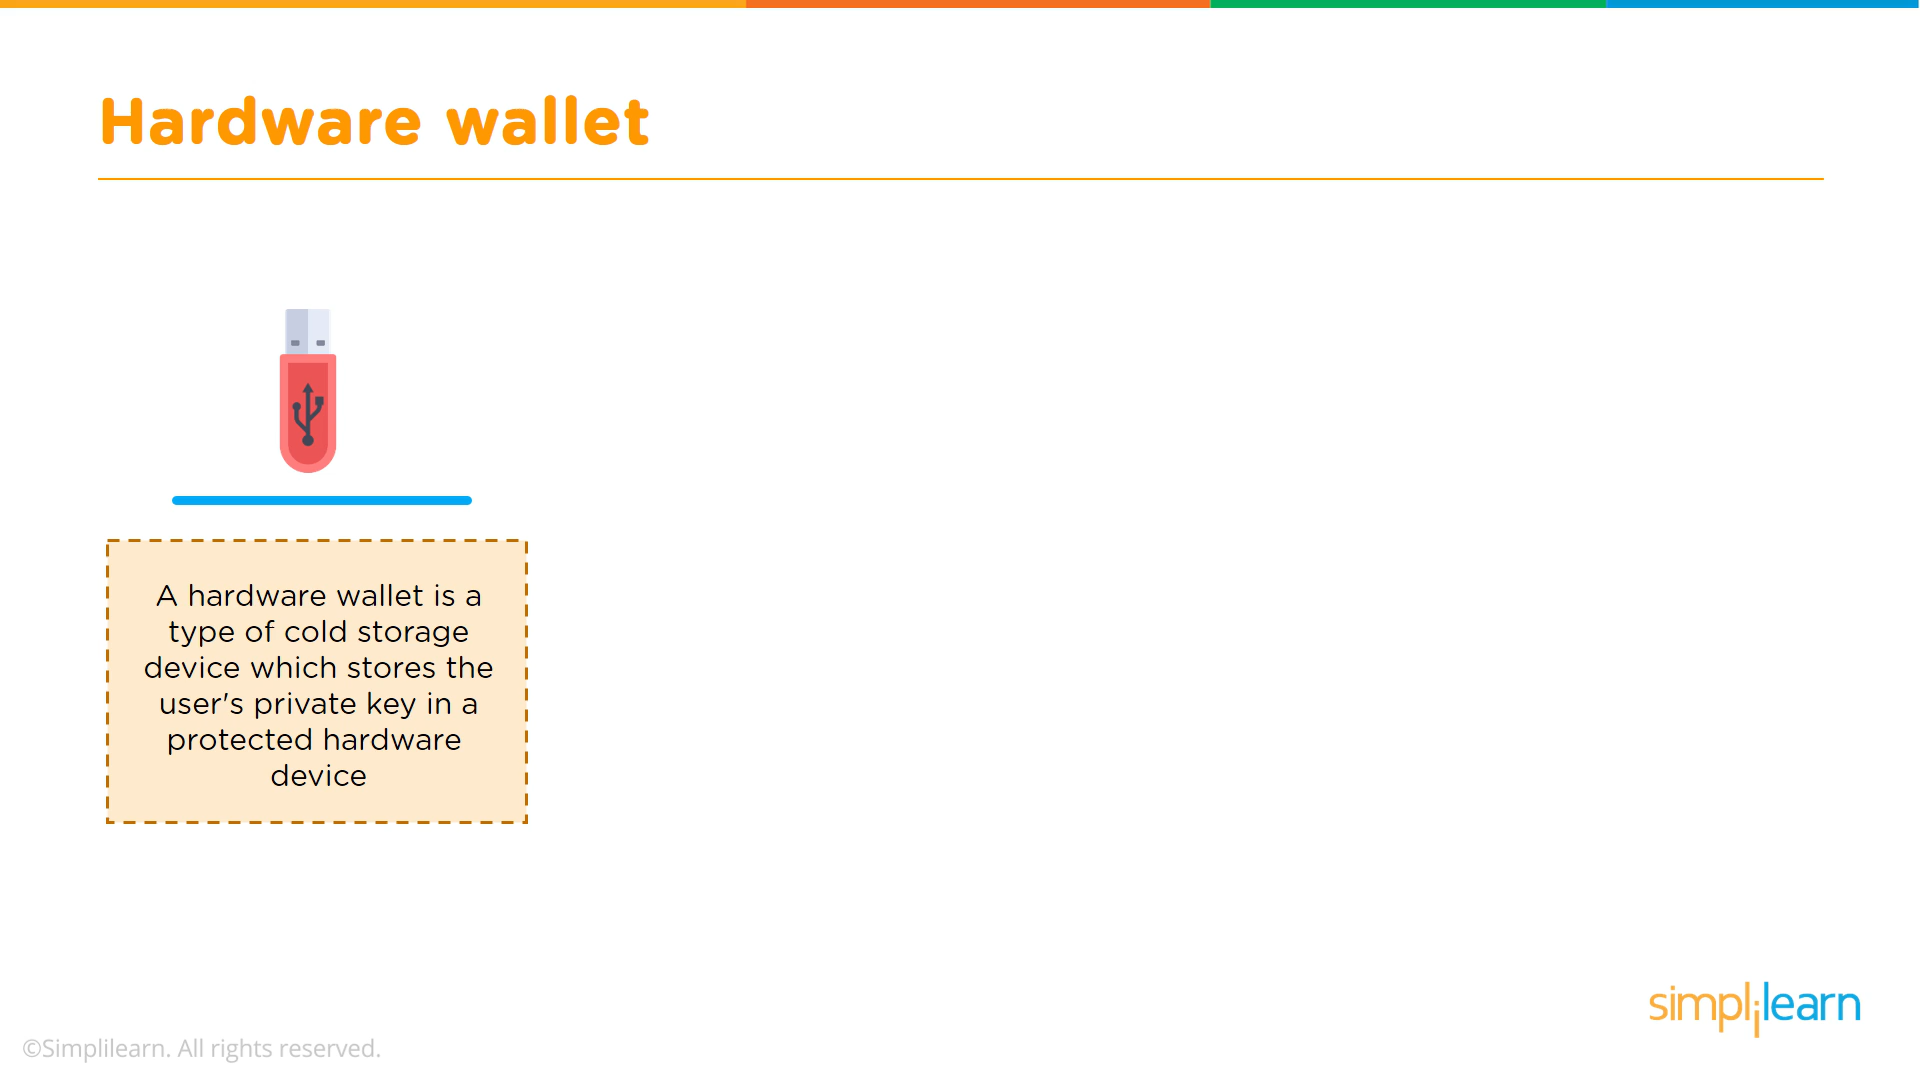 Hardware wallet
A hardware wallet is a
type of cold storage
device which stores the
user's private key in a
protected hardware
device
simplilearn
©Simplilearn. All rights reserved.